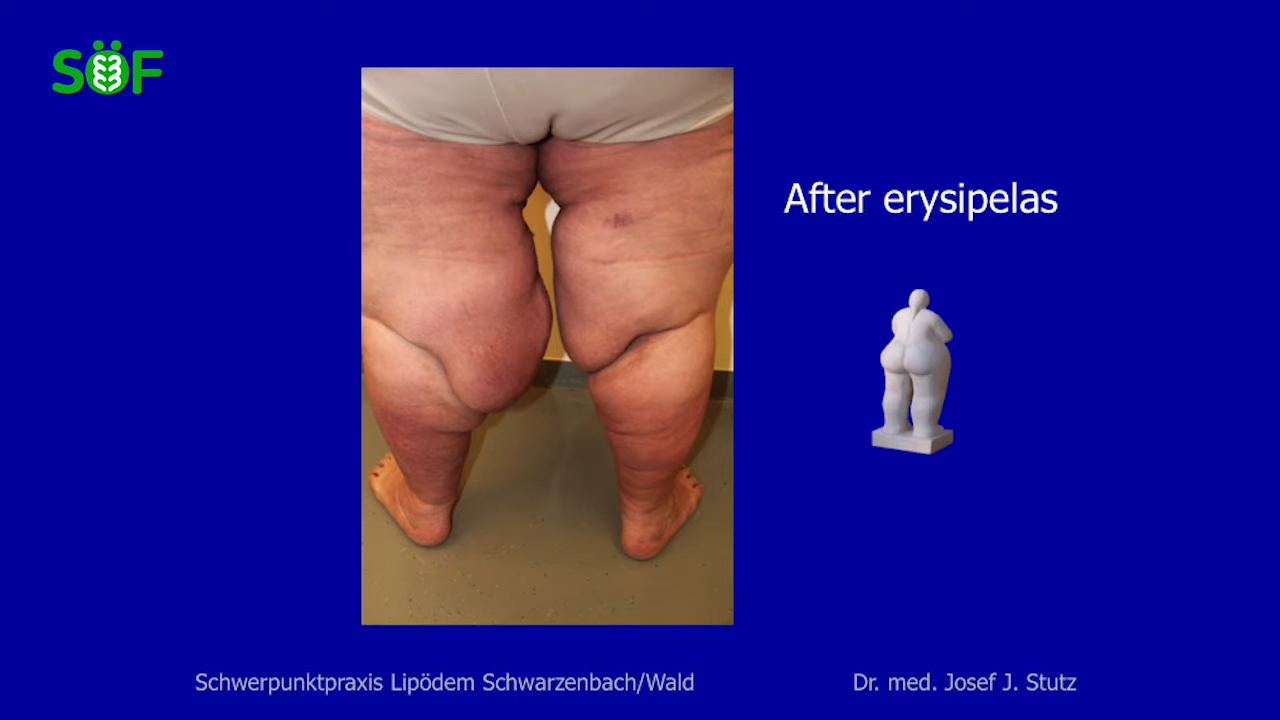 SÖF
After erysipelas
Schwerpunktpraxis Lipödem Schwarzenbach/Wald
Dr. med. Josef J. Stutz